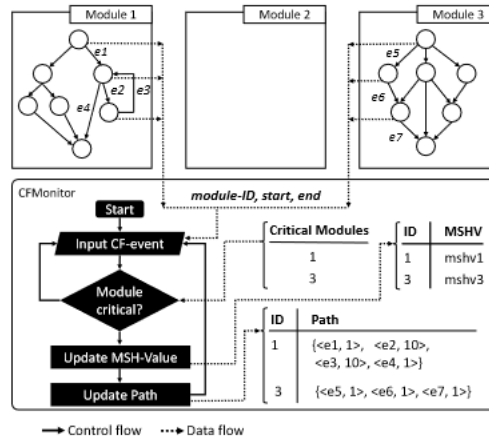 Module 1
Module 2
Module 3
e1
e2
e3
e4
e5
e6
e7
CFMonitor
module-ID, start, end
Start
Input CF-event
Module
critical?
Update MSH-Value
Update Path
Critical Modules
1
3
ID MSHV
1 mshv1
3 mshv3
ID Path
1 {<e1, 1>, <e2, 10>,
<e3, 10>, <e4, 1>}
3 {<e5, 1>, <e6, 1>, <e7, 1>}
Control flow
Data flow